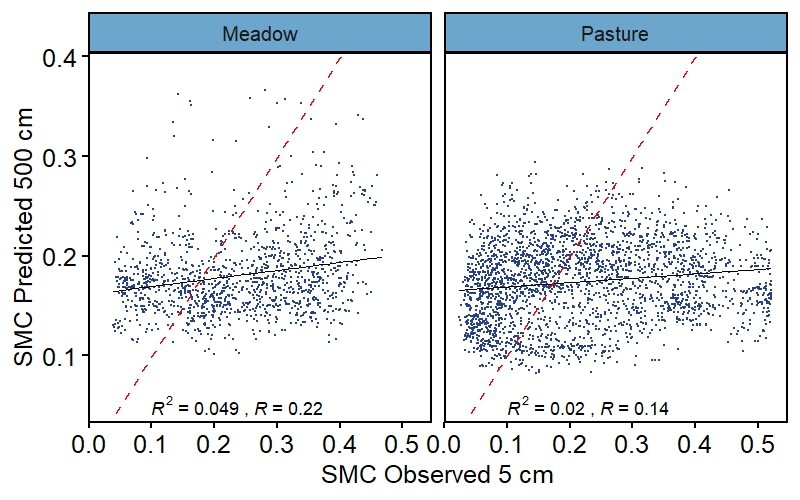 Meadow
Pasture
SMC Predicted 500 cm
0.4
0.3
0.2
0.1
R² = 0.049 , R = 0.22
R² = 0.02 , R = 0.14
0.0 0.1 0.2 0.3 0.4 0.5
0.0 0.1 0.2 0.3 0.4 0.5
SMC Observed 5 cm